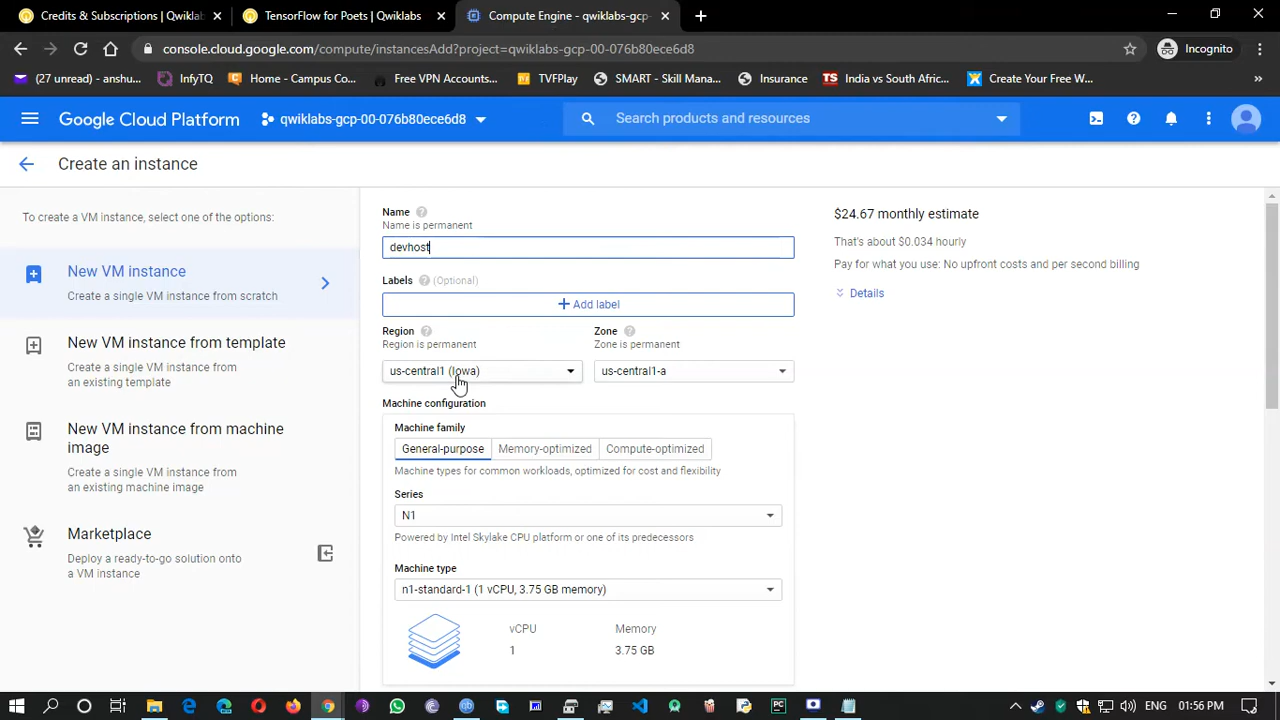 Credits & Subscriptions | Qwiklab
TensorFlow for Poets | Qwiklabs
Compute Engine - qwiklabs-gcp-
console.cloud.google.com/compute/instancesAdd?project=qwiklabs-gcp-00-076b80ece6d8
Incognito
(27 unread) - anshu...
InfyTQ
Home - Campus Co...
Free VPN Accounts...
TVFPlay
SMART - Skill Mana...
Insurance
TS
India vs South Afric...
Create Your Free W...
»
Google Cloud Platform
qwiklabs-gcp-00-076b80ece6d8
Search products and resources
Create an instance
To create a VM instance, select one of the options:
New VM instance
Create a single VM instance from scratch
New VM instance from template
Create a single VM instance from
an existing template
New VM instance from machine
image
Create a single VM instance from
an existing machine image
Marketplace
Deploy a ready-to-go solution onto
a VM instance
Name
Name is permanent
devhost
Labels (Optional)
+ Add label
Region
Region is permanent
us-central1 (Iowa)
Zone
Zone is permanent
us-central1-a
Machine configuration
Machine family
General-purpose
Memory-optimized
Compute-optimized
Machine types for common workloads, optimized for cost and flexibility
Series
N1
Powered by Intel Skylake CPU platform or one of its predecessors
Machine type
n1-standard-1 (1 vCPU, 3.75 GB memory)
vCPU
Memory
1
3.75 GB
$24.67 monthly estimate
That's about $0.034 hourly
Pay for what you use: No upfront costs and per second billing
Details
ENG
01:56 PM